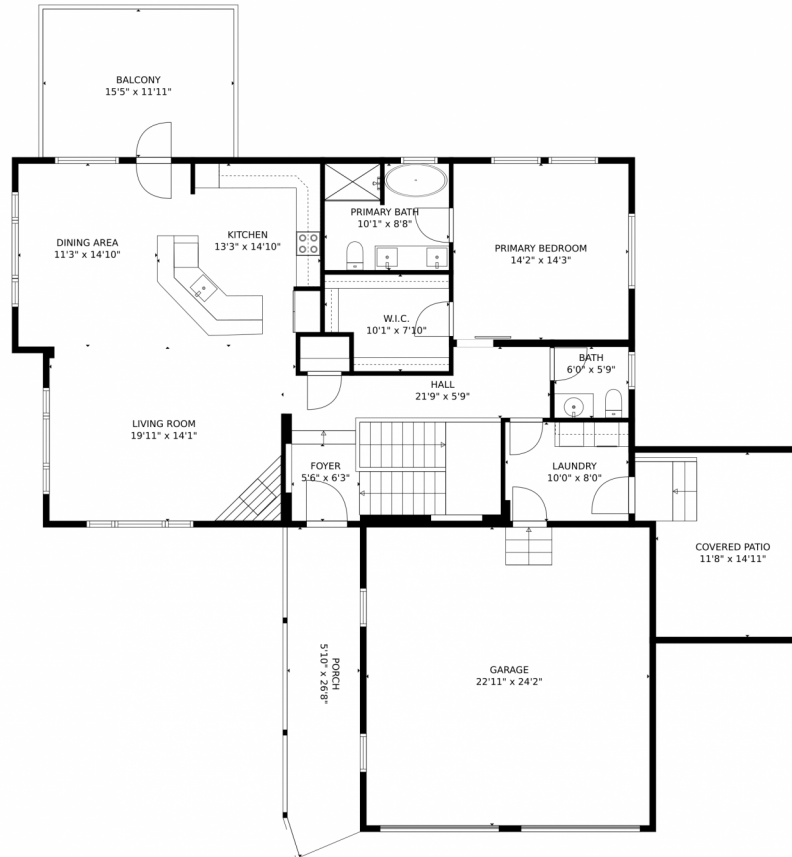 BALCONY
15'5" x 11'11"
DINING AREA
11'3" x 14'10"
KITCHEN
13'3" x 14'10"
PRIMARY BATH
10'1" x 8'8"
PRIMARY BEDROOM
14'2" x 14'3"
W.I.C.
10'1" x 7'10"
BATH
6'0" x 5'9"
HALL
21'9" x 5'9"
LIVING ROOM
19'11" x 14'1"
FOYER
5'6" x 6'3"
LAUNDRY
10'0" x 8'0"
COVERED PATIO
11'8" x 14'11"
PORCH
5'10" x 26'8"
GARAGE
22'11" x 24'2"